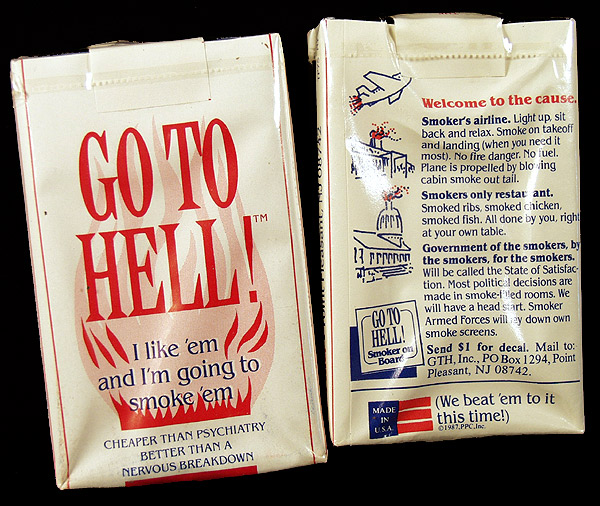 GO TO
HELL!™
I like 'em
and I'm going to
smoke 'em
CHEAPER THAN PSYCHIATRY
BETTER THAN A
NERVOUS BREAKDOWN
NJ 08742
Welcome to the cause.
Smoker's airline. Light up, sit
back and relax. Smoke on takeoff
and landing (when you need it
most). No fire danger. No fuel.
Plane is propelled by blowing
cabin smoke out tail.
Smokers only restaurant.
Smoked ribs, smoked chicken,
smoked fish. All done by you, right
at your own table.
Government of the smokers, by
the smokers, for the smokers.
Will be called the State of Satisfac-
tion. Most political decisions are
made in smoke-filled rooms. We
will have a head start. Smoker
Armed Forces will lay down own
smoke screens.
Send $1 for decal. Mail to:
GTH, Inc., PO Box 1294, Point
Pleasant, NJ 08742.
GO TO
HELL!
Smoker on
Board
MADE
IN
U.S.A.
(We beat 'em to it
this time!)
©1987, PPC, Inc.